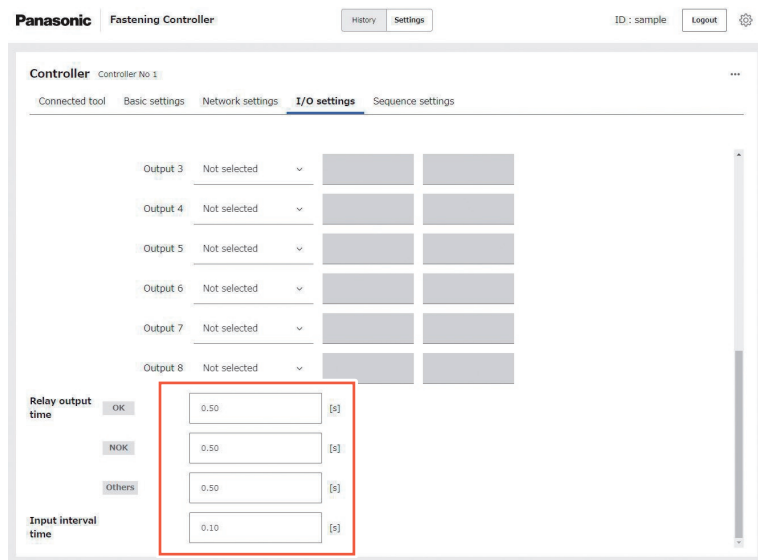 Panasonic Fastening Controller History Settings ID : sample Logout
Controller Controller No 1
Connected tool Basic settings Network settings I/O settings Sequence settings
Output 3 Not selected
Output 4 Not selected
Output 5 Not selected
Output 6 Not selected
Output 7 Not selected
Output 8 Not selected
Relay output time OK 0.50 [s]
NOK 0.50 [s]
Others 0.50 [s]
Input interval time 0.10 [s]